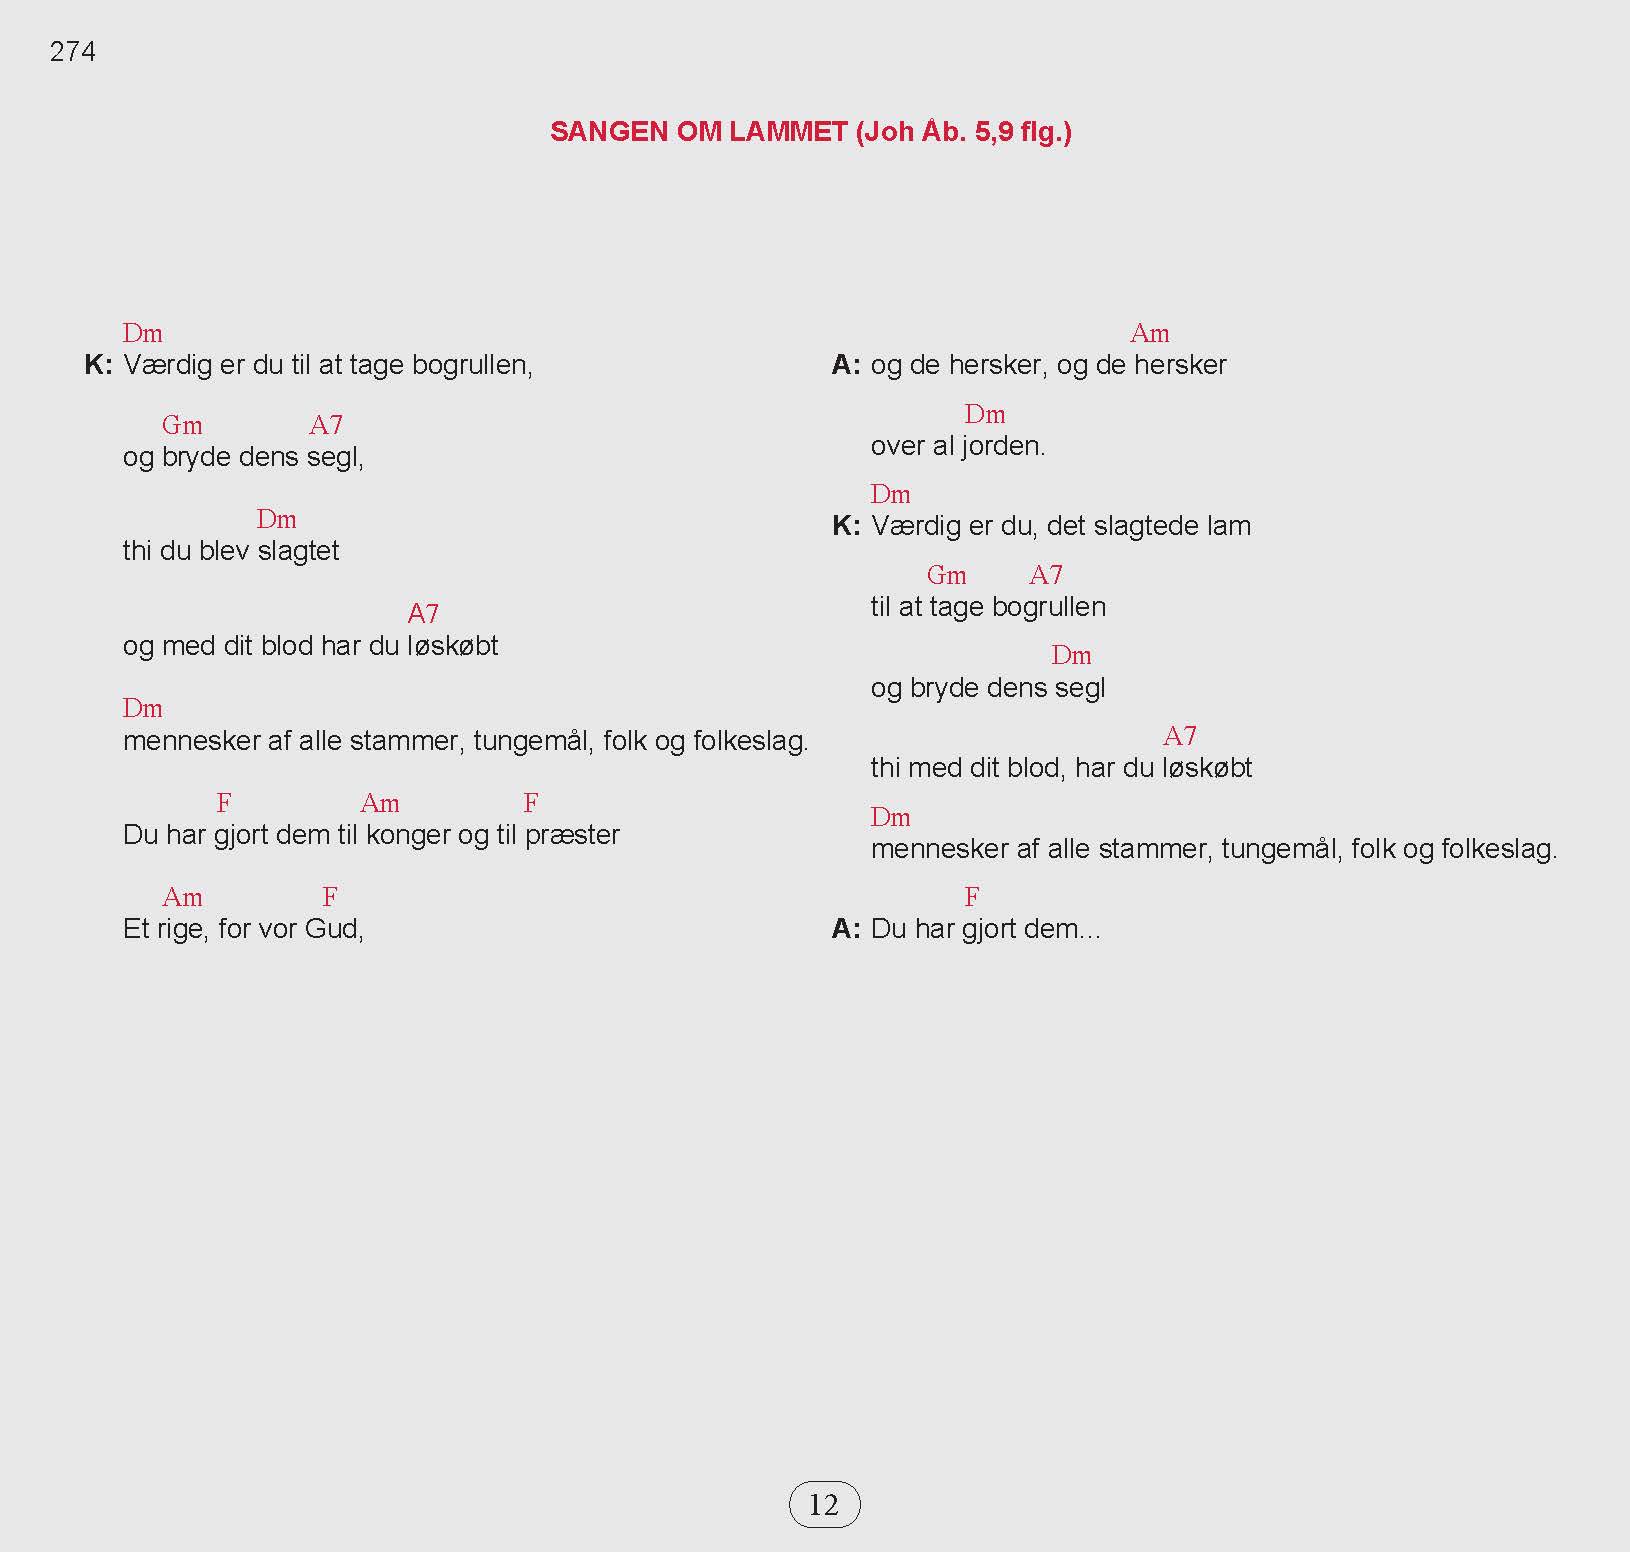 274
SANGEN OM LAMMET (Joh Åb. 5,9 flg.)
Dm
K: Værdig er du til at tage bogrullen,
Gm A7
og bryde dens segl,
Dm
thi du blev slagtet
A7
og med dit blod har du løskøbt
Dm
mennesker af alle stammer, tungemål, folk og folkeslag.
F Am F
Du har gjort dem til konger og til præster
Am F
Et rige, for vor Gud,
Am
A: og de hersker, og de hersker
Dm
over al jorden.
Dm
K: Værdig er du, det slagtede lam
Gm A7
til at tage bogrullen
Dm
og bryde dens segl
A7
thi med dit blod, har du løskøbt
Dm
mennesker af alle stammer, tungemål, folk og folkeslag.
F
A: Du har gjort dem...
12